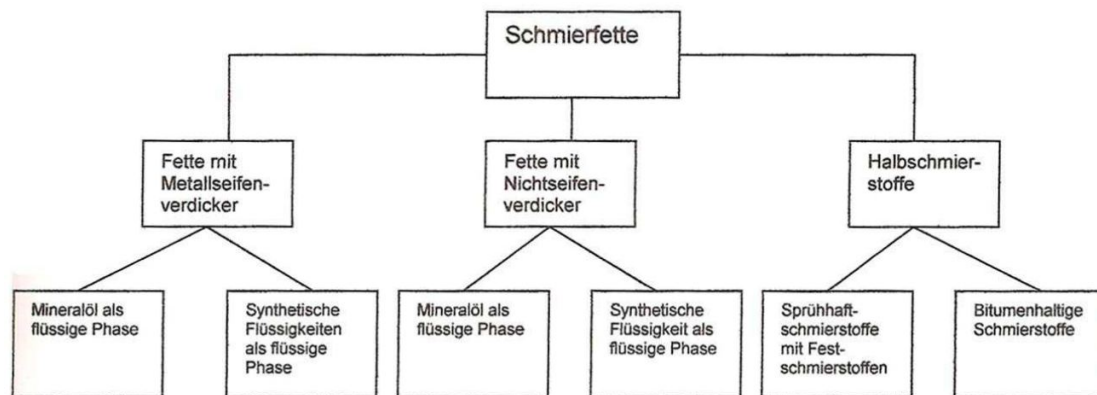 Schmierfette
Fette mit
Metallseifen-
verdicker
Fette mit
Nichtseifen-
verdicker
Halbschmier-
stoffe
Mineralöl als
flüssige Phase
Synthetische
Flüssigkeiten
als flüssige
Phase
Mineralöl als
flüssige Phase
Synthetische
Flüssigkeit als
flüssige Phase
Sprühhaft-
schmierstoffe
mit Fest-
schmierstoffen
Bitumenhaltige
Schmierstoffe